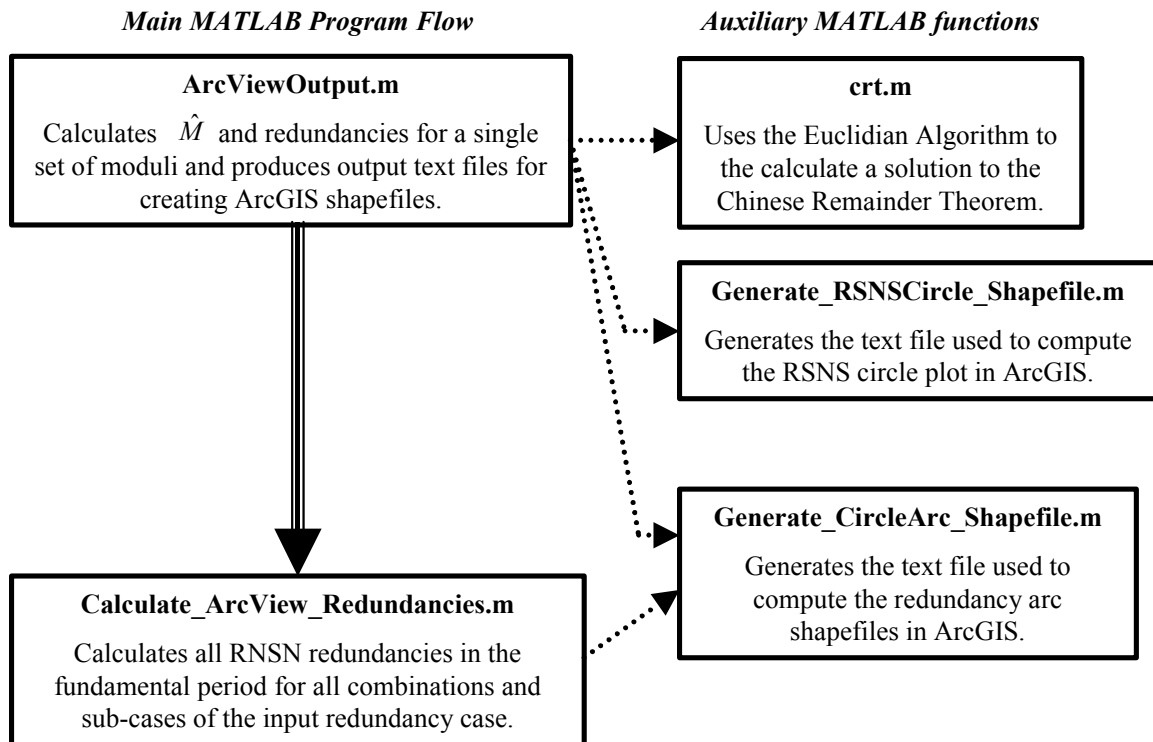 Main MATLAB Program Flow
ArcViewOutput.m
Calculates M̂ and redundancies for a single
set of moduli and produces output text files for
creating ArcGIS shapefiles.
Calculate_ArcView_Redundancies.m
Calculates all RNSN redundancies in the
fundamental period for all combinations and
sub-cases of the input redundancy case.
Auxiliary MATLAB functions
crt.m
Uses the Euclidian Algorithm to
the calculate a solution to the
Chinese Remainder Theorem.
Generate_RSNSCircle_Shapefile.m
Generates the text file used to compute
the RSNS circle plot in ArcGIS.
Generate_CircleArc_Shapefile.m
Generates the text file used to
compute the redundancy arc
shapefiles in ArcGIS.